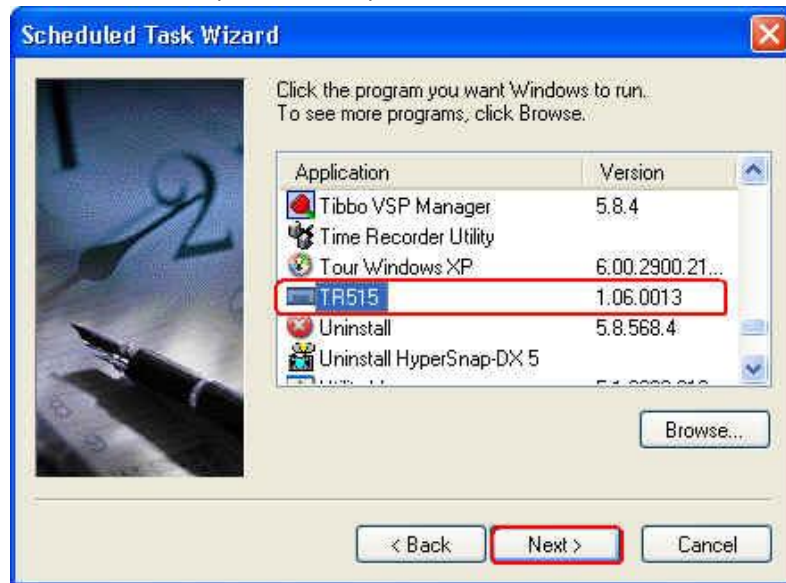 Scheduled Task Wizard
Click the program you want Windows to run.
To see more programs, click Browse.
Application Version
Tibbo VSP Manager 5.8.4
Time Recorder Utility
Tour Windows XP 6.00.2900.21...
TR515 1.06.0013
Uninstall 5.8.568.4
Uninstall HyperSnap-DX 5
Browse...
< Back Next > Cancel